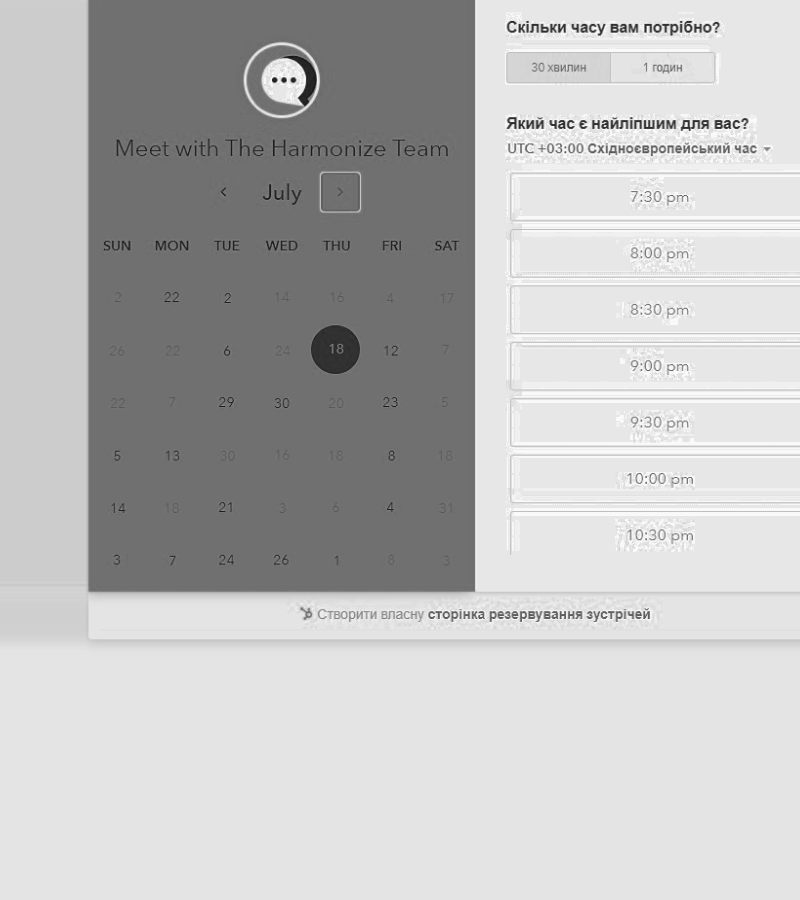 Meet with The Harmonize Team
July
SUN MON TUE WED THU FRI SAT
2 22 2 14 16 4 17
26 22 6 24 18 12 7
22 7 29 30 20 23 5
5 13 30 16 18 8 18
14 18 21 3 6 4 31
3 7 24 26 1 8 3
Скільки часу вам потрібно?
30 хвилин 1 годин
Який час є найліпшим для вас?
UTC +03:00 Східноєвропейський час
7:30 pm
8:00 pm
8:30 pm
9:00 pm
9:30 pm
10:00 pm
10:30 pm
Створити власну сторінка резервування зустрічей